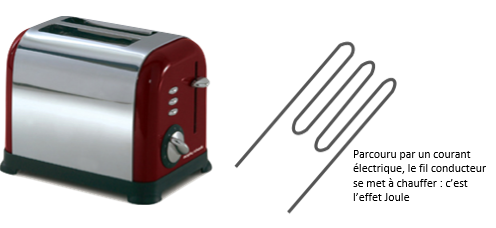 Parcouru par un courant
électrique, le fil conducteur
se met à chauffer : c'est
l'effet Joule